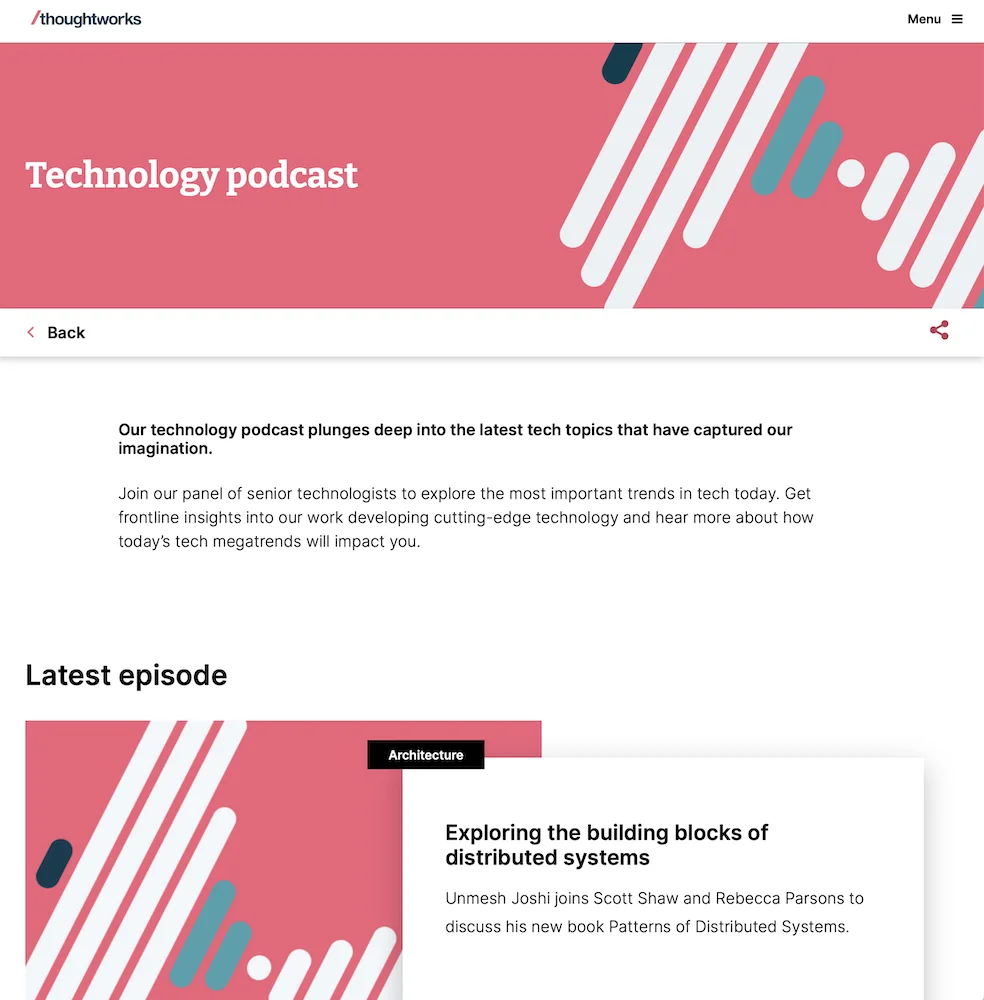 /thoughtworks
Menu
Technology podcast
Back
Our technology podcast plunges deep into the latest tech topics that have captured our
imagination.
Join our panel of senior technologists to explore the most important trends in tech today. Get
frontline insights into our work developing cutting-edge technology and hear more about how
today’s tech megatrends will impact you.
Latest episode
Architecture
Exploring the building blocks of
distributed systems
Unmesh Joshi joins Scott Shaw and Rebecca Parsons to
discuss his new book Patterns of Distributed Systems.